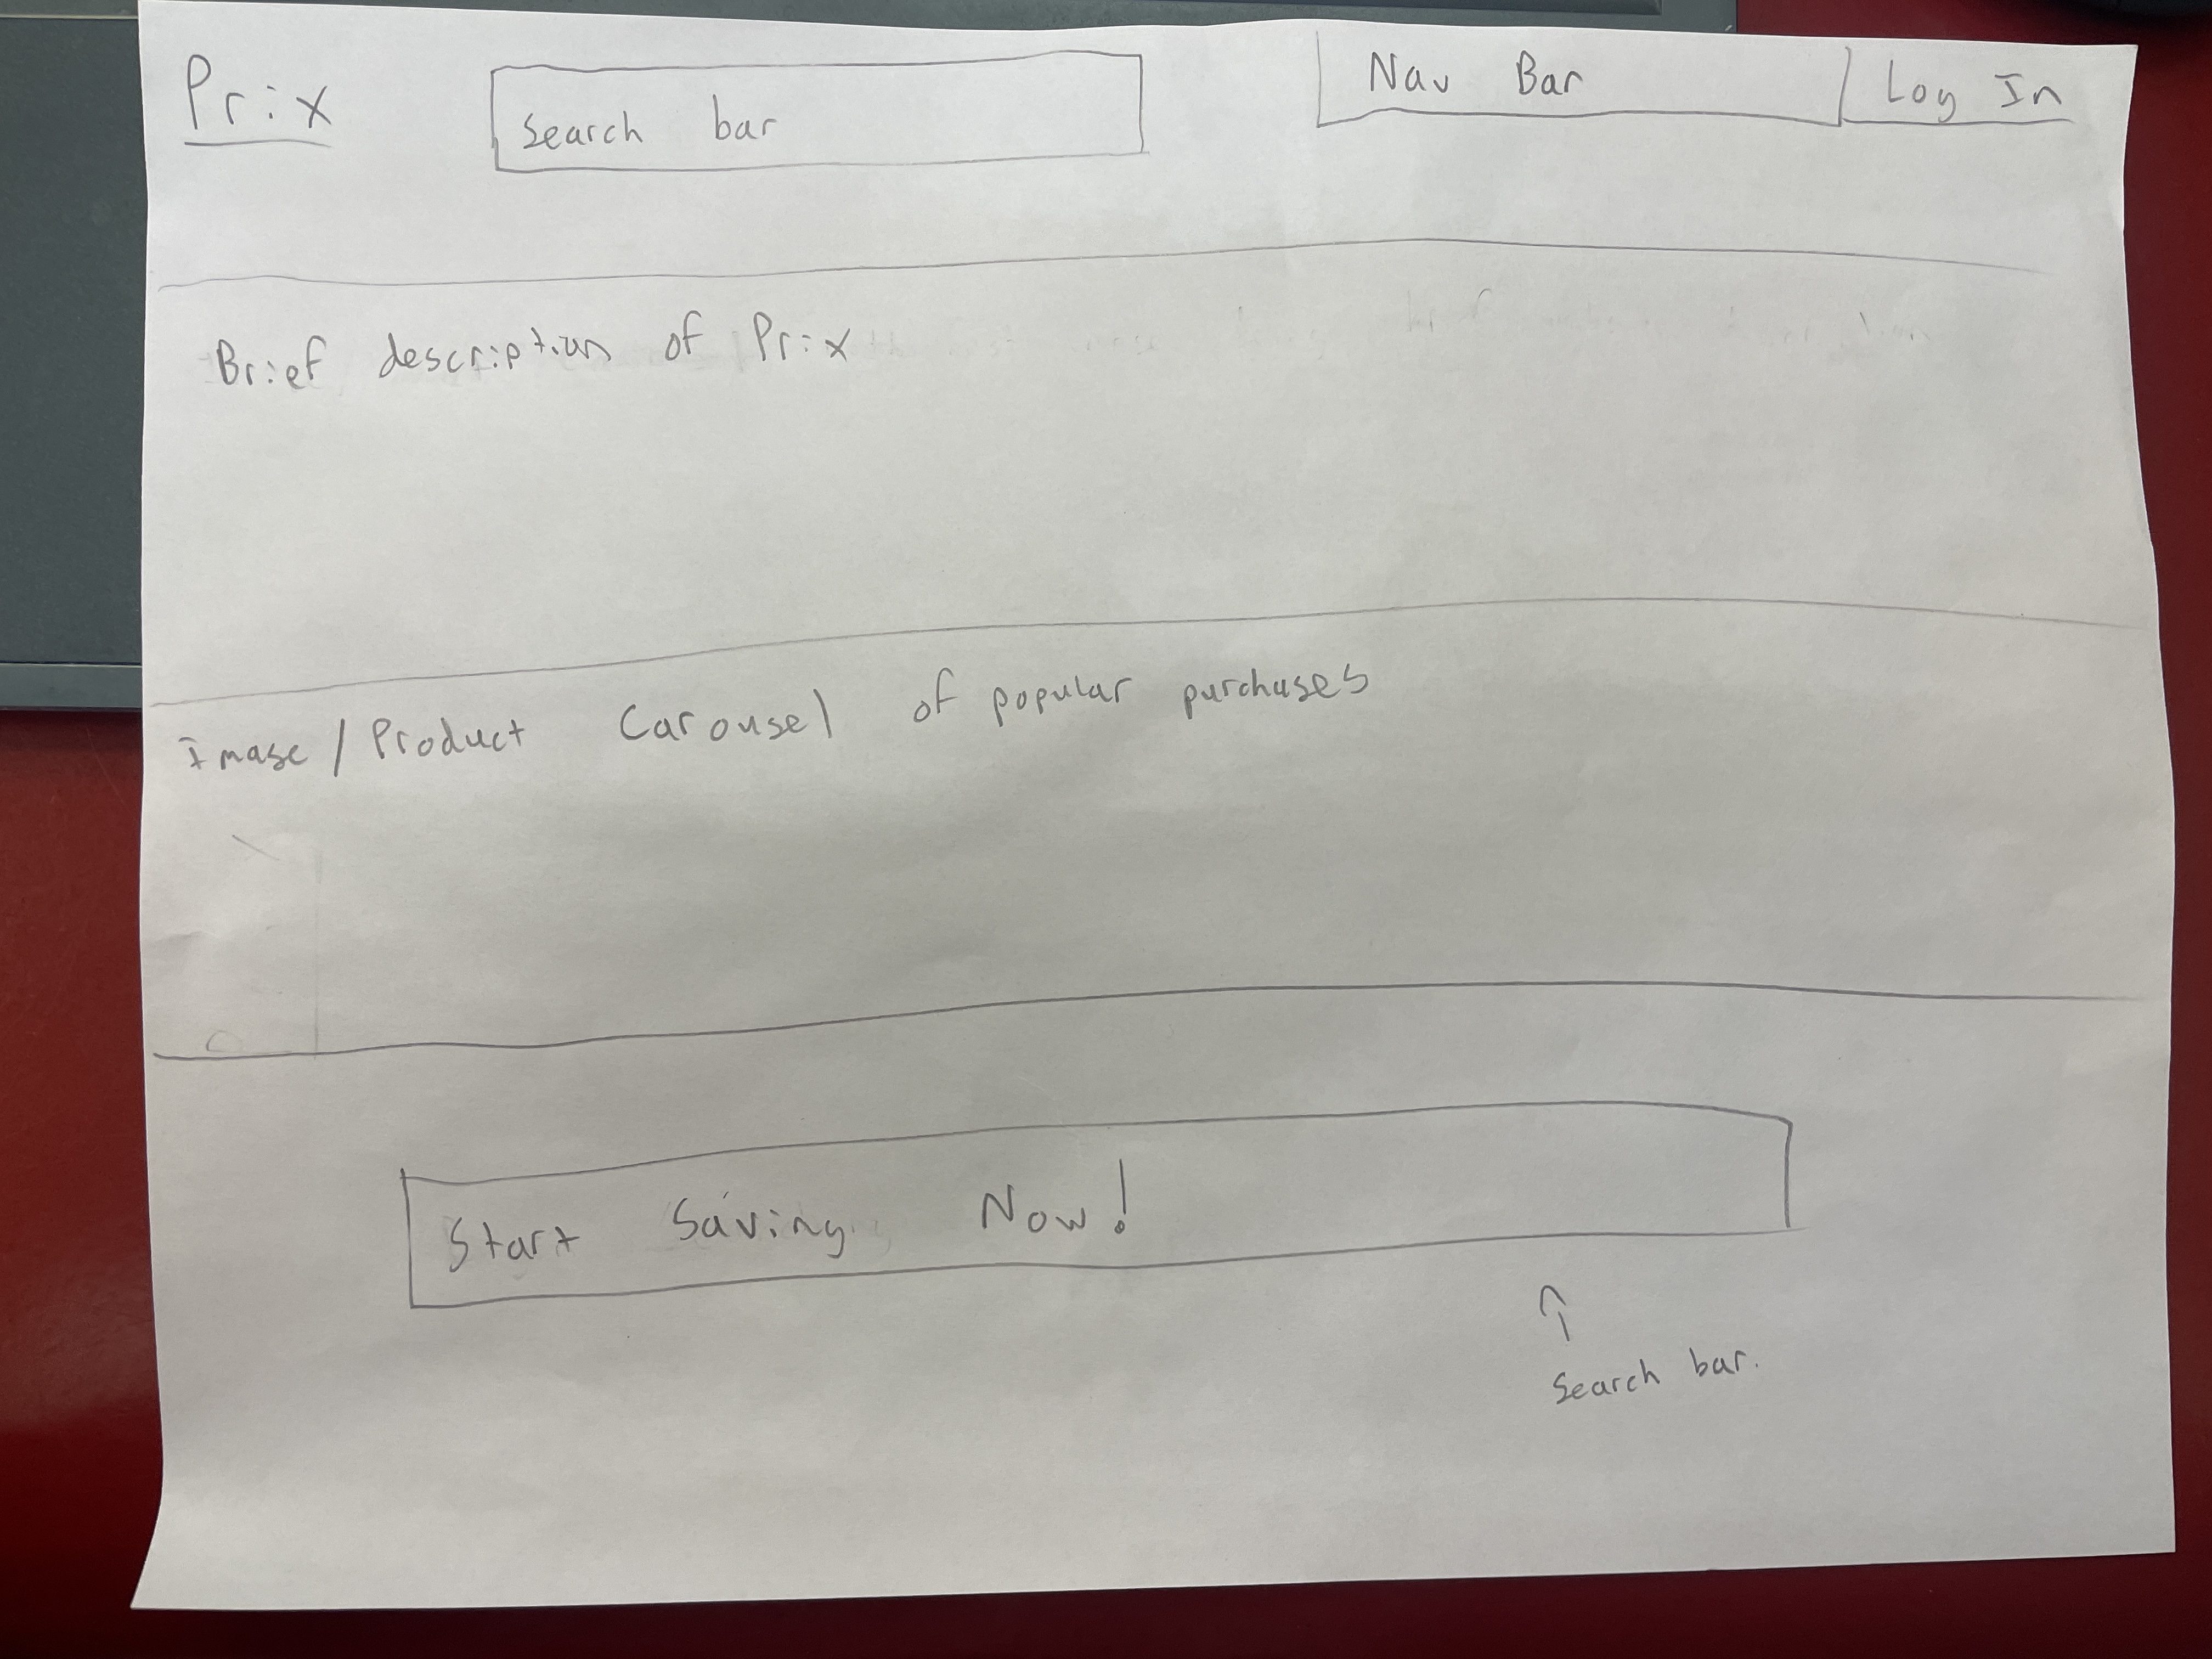 Prix
Search bar
Nav Bar
Log In
Brief description of Prix
Image / Product Carousel of popular purchases
Start Saving Now!
Search bar.